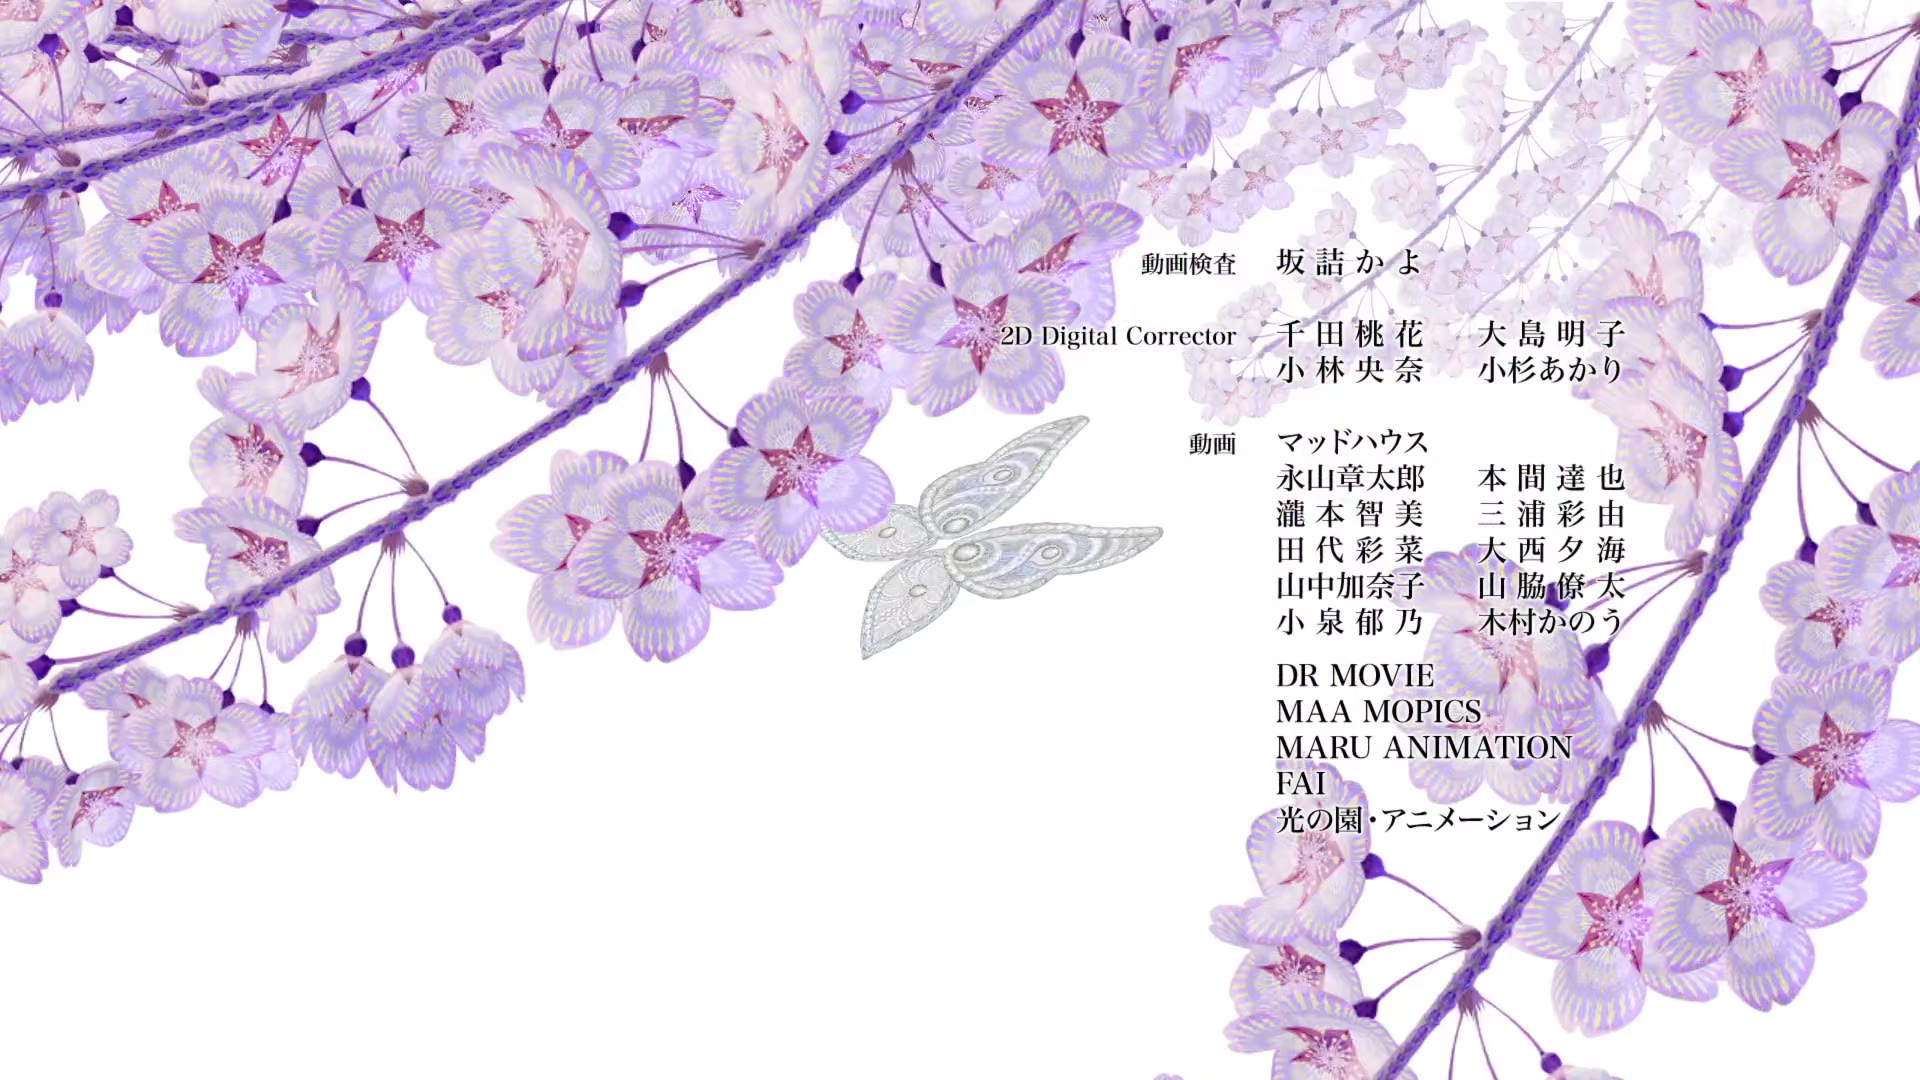 動画検査 坂詰かよ
2D Digital Corrector 千田桃花 大島明子
小林央奈 小杉あかり
動画 マッドハウス
永山章太郎 本間達也
瀧本智美 三浦彩由
田代彩菜 大西夕海
山中加奈子 山脇僚太
小泉郁乃 木村かのう
DR MOVIE
MAA MOPICS
MARU ANIMATION
FAI
光の園・アニメーション